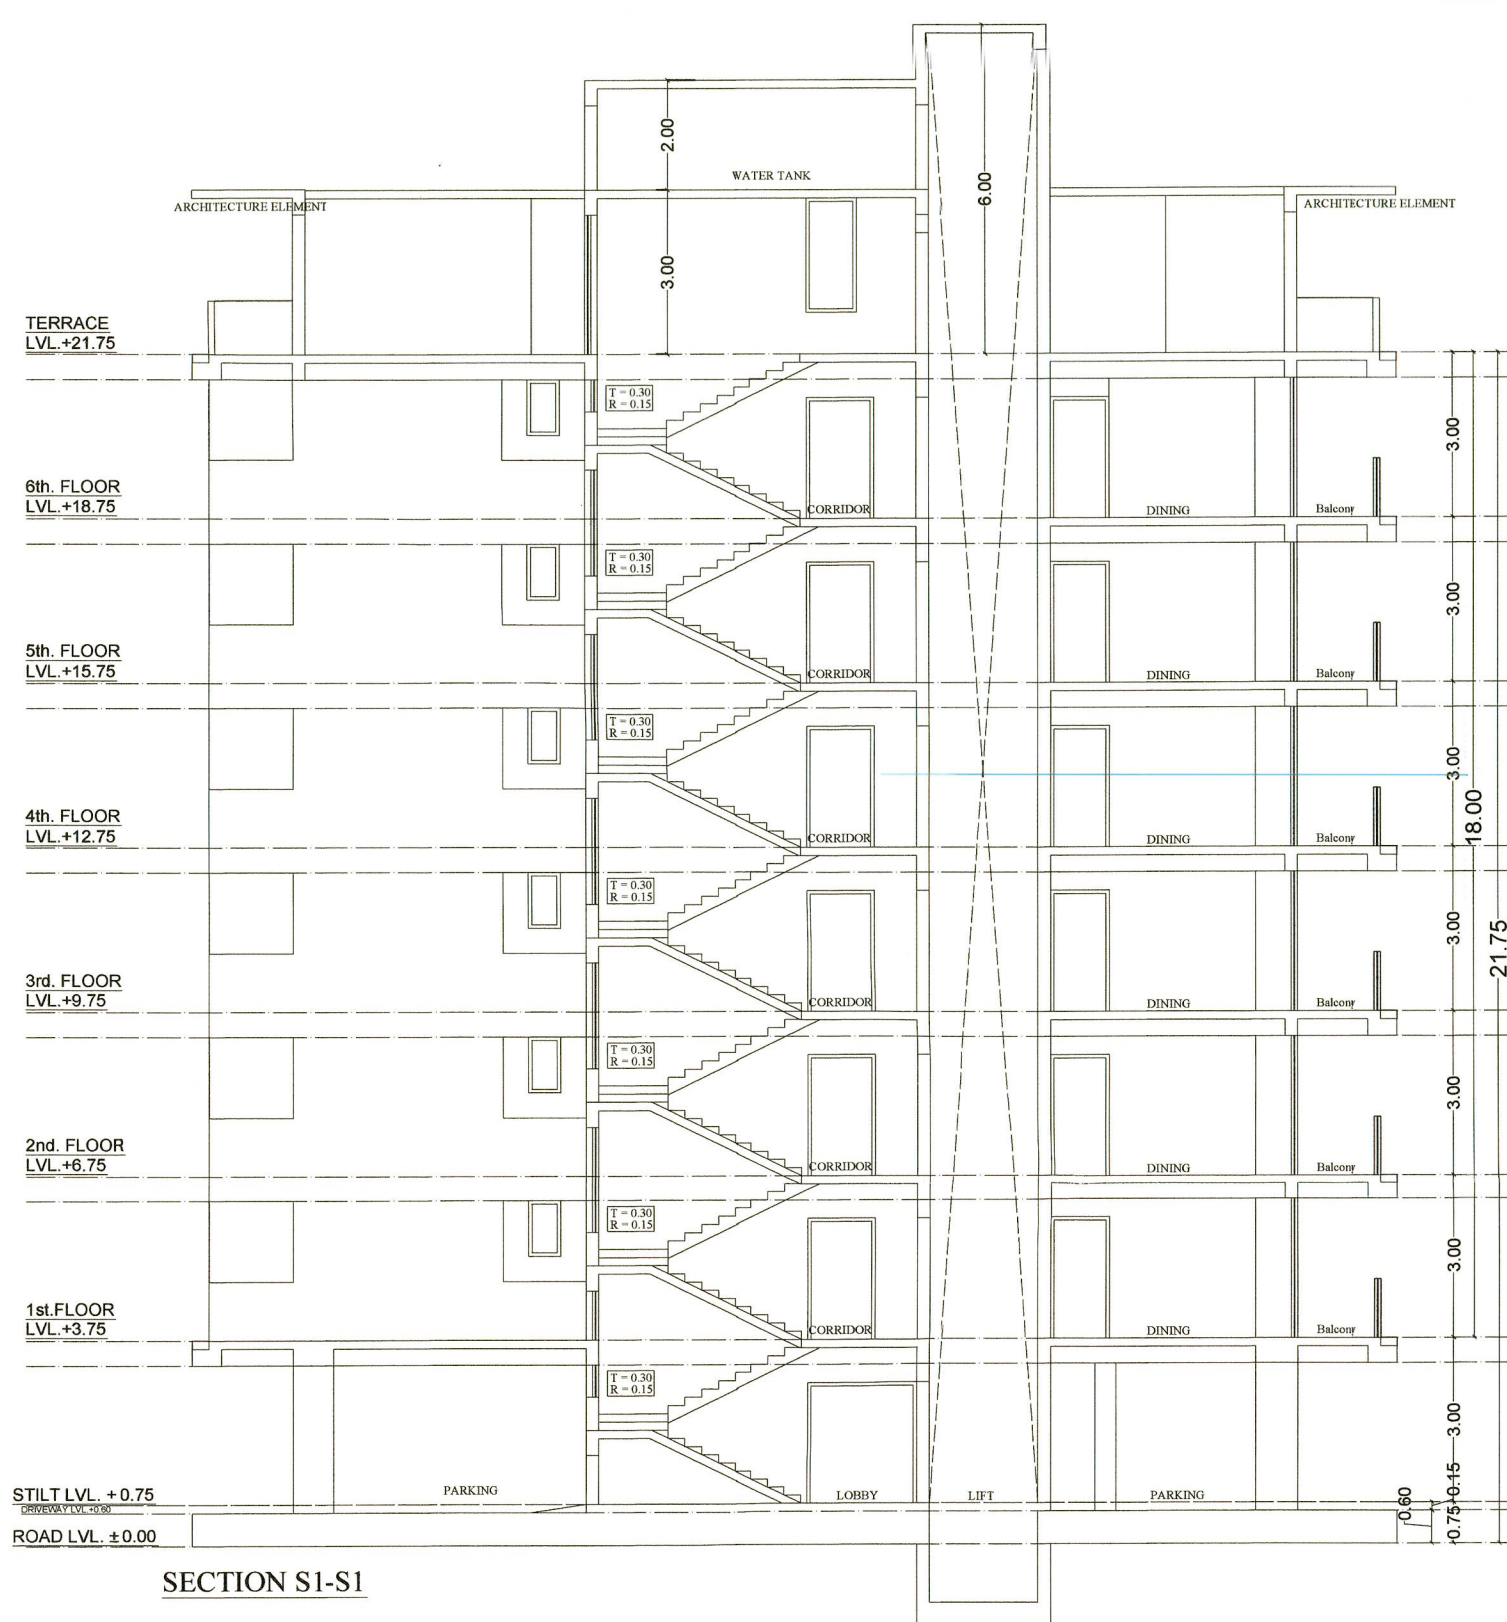 2.00
WATER TANK
6.00
ARCHITECTURE ELEMENT
ARCHITECTURE ELEMENT
3.00
TERRACE
LVL.+21.75
T = 0.30
R = 0.15
3.00
6th. FLOOR
LVL.+18.75
CORRIDOR
DINING
Balcony
T = 0.30
R = 0.15
3.00
5th. FLOOR
LVL.+15.75
CORRIDOR
DINING
Balcony
T = 0.30
R = 0.15
3.00
18.00
4th. FLOOR
LVL.+12.75
CORRIDOR
DINING
Balcony
T = 0.30
R = 0.15
3.00
21.75
3rd. FLOOR
LVL.+9.75
CORRIDOR
DINING
Balcony
T = 0.30
R = 0.15
3.00
2nd. FLOOR
LVL.+6.75
CORRIDOR
DINING
Balcony
T = 0.30
R = 0.15
3.00
1st.FLOOR
LVL.+3.75
CORRIDOR
DINING
Balcony
T = 0.30
R = 0.15
3.00
PARKING
LOBBY
LIFT
PARKING
STILT LVL. +0.75
DRIVEWAY LVL.+0.60
ROAD LVL. ±0.00
0.15
0.60
0.75
SECTION S1-S1